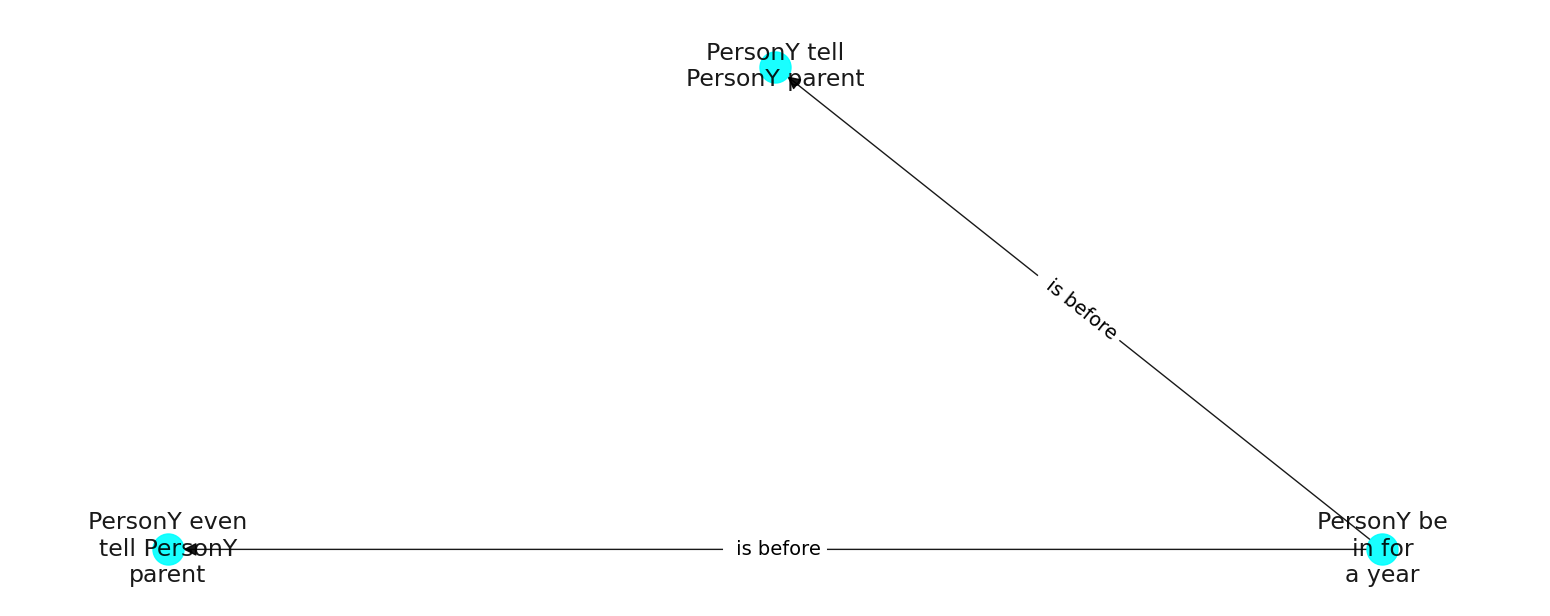 PersonY tell
PersonY parent
is before
PersonY even
tell PersonY
parent
is before
PersonY be
in for
a year